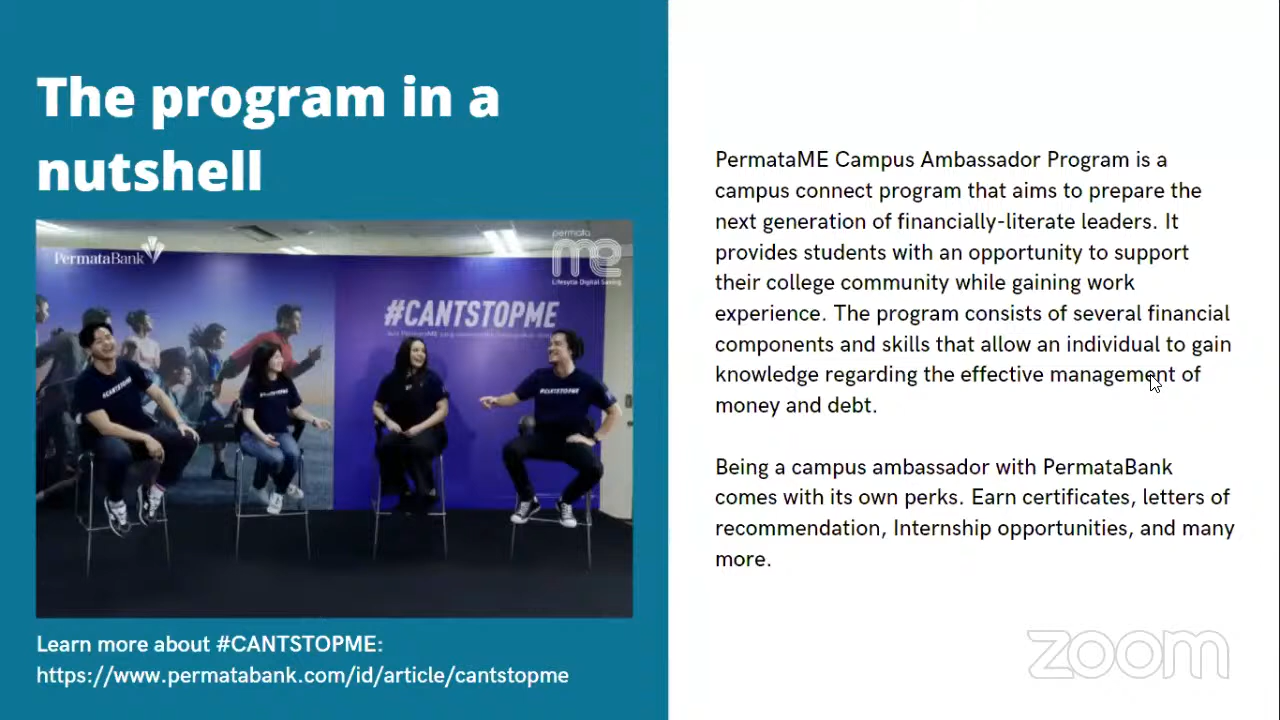 The program in a
nutshell
PermataBank
permata
me
#CANTSTOPME
#CANTSTOPME
#CANTSTOPME
Learn more about #CANTSTOPME:
https://www.permatabank.com/id/article/cantstopme
PermataME Campus Ambassador Program is a
campus connect program that aims to prepare the
next generation of financially-literate leaders. It
provides students with an opportunity to support
their college community while gaining work
experience. The program consists of several financial
components and skills that allow an individual to gain
knowledge regarding the effective management of
money and debt.
Being a campus ambassador with PermataBank
comes with its own perks. Earn certificates, letters of
recommendation, Internship opportunities, and many
more.
zoom